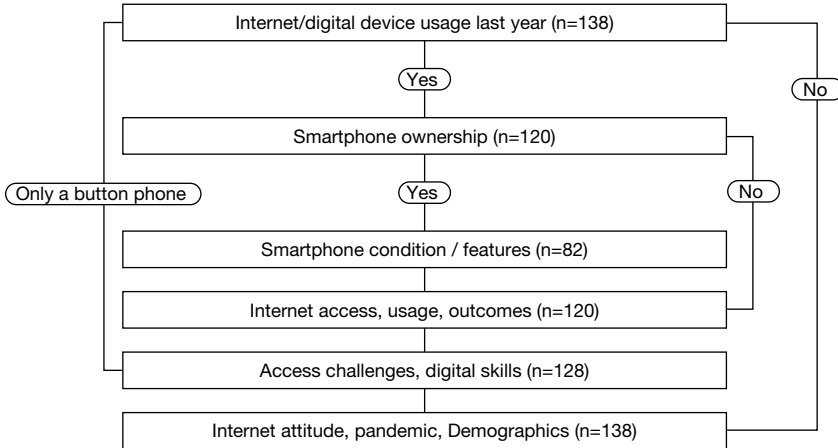 Internet/digital device usage last year (n=138)
Yes
No
Smartphone ownership (n=120)
Only a button phone
Yes
No
Smartphone condition / features (n=82)
Internet access, usage, outcomes (n=120)
Access challenges, digital skills (n=128)
Internet attitude, pandemic, Demographics (n=138)